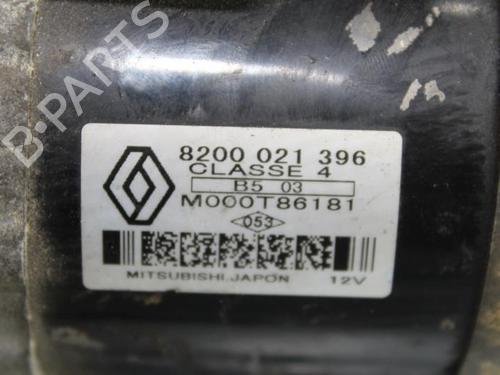 B-PARTS
8200 021 396
CLASSE 4
B5 03
M000T86181
053
MITSUBISHI.JAPON 12V